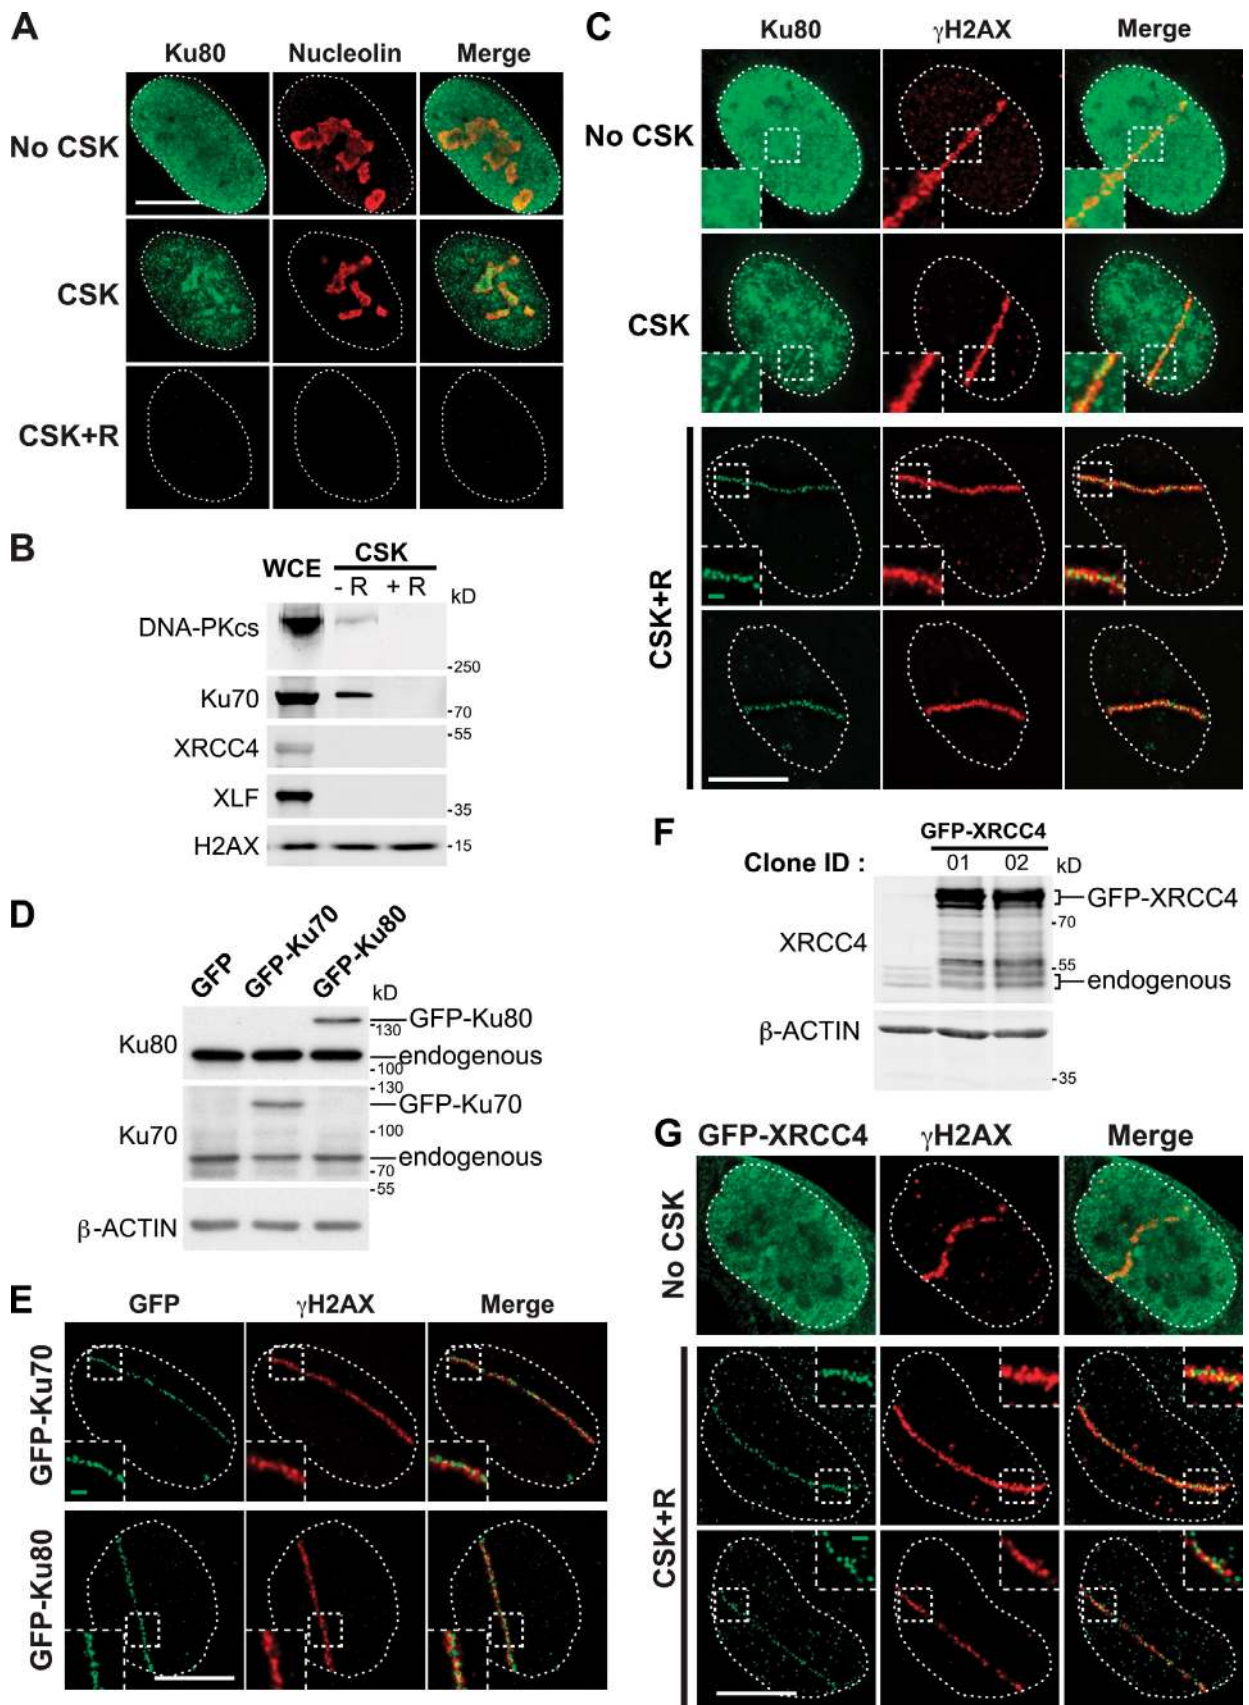 A
Ku80 Nucleolin Merge
No CSK
CSK
CSK+R
B
CSK
WCE - R + R kD
DNA-PKcs
-250
Ku70
-70
-55
XRCC4
XLF
-35
H2AX -15
C
Ku80 γH2AX Merge
No CSK
CSK
CSK+R
D
GFP GFP-Ku70 GFP-Ku80
kD
GFP-Ku80
-130
Ku80
endogenous
-100
-130
GFP-Ku70
Ku70
-100
endogenous
-70
-55
β-ACTIN
E
GFP γH2AX Merge
GFP-Ku70
GFP-Ku80
F
GFP-XRCC4
Clone ID : 01 02 kD
GFP-XRCC4
-70
XRCC4
-55
endogenous
β-ACTIN
-35
G
GFP-XRCC4 γH2AX Merge
No CSK
CSK+R